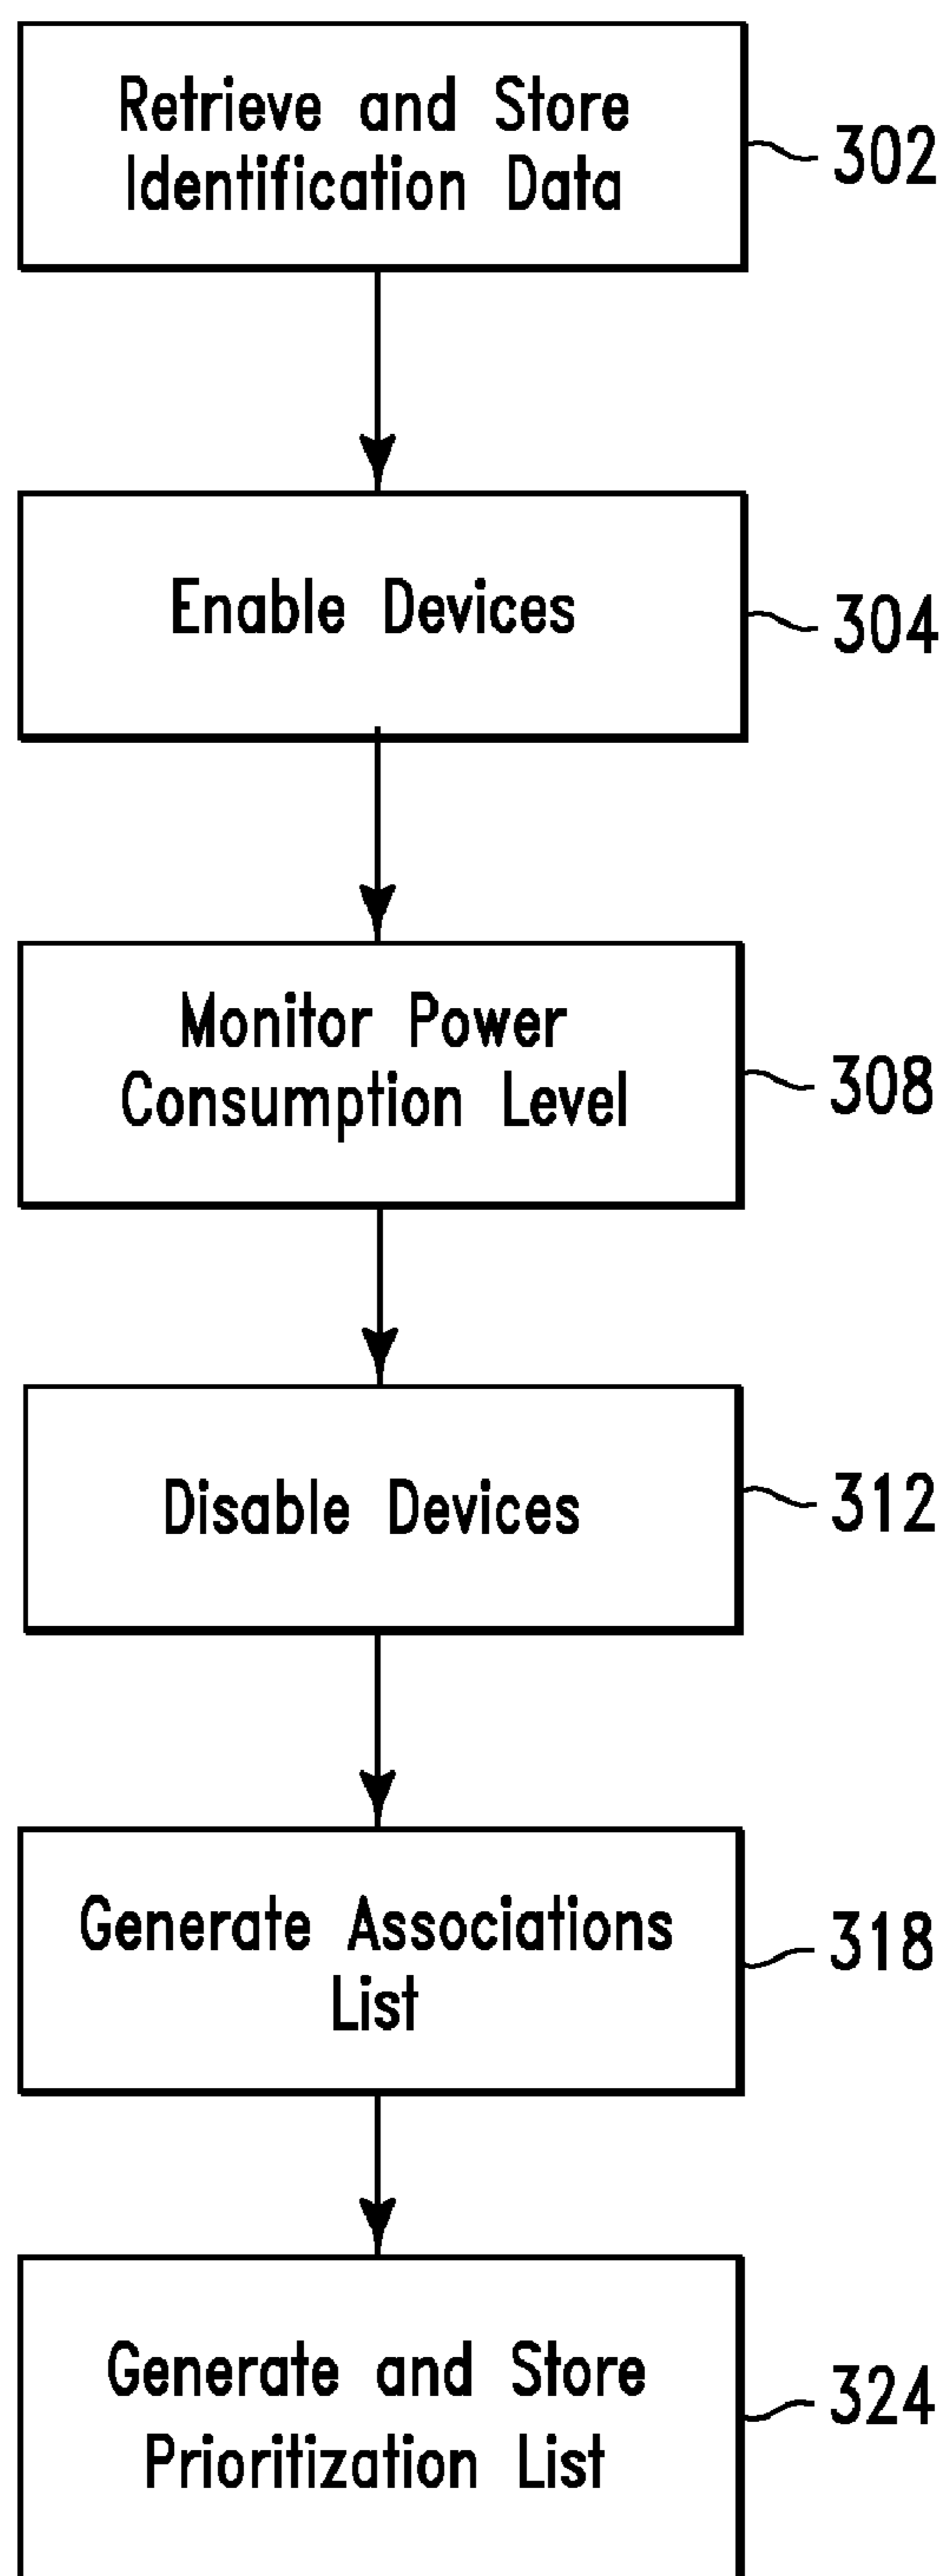 Retrieve and Store
Identification Data
302
Enable Devices
304
Monitor Power
Consumption Level
308
Disable Devices
312
Generate Associations
List
318
Generate and Store
Prioritization List
324